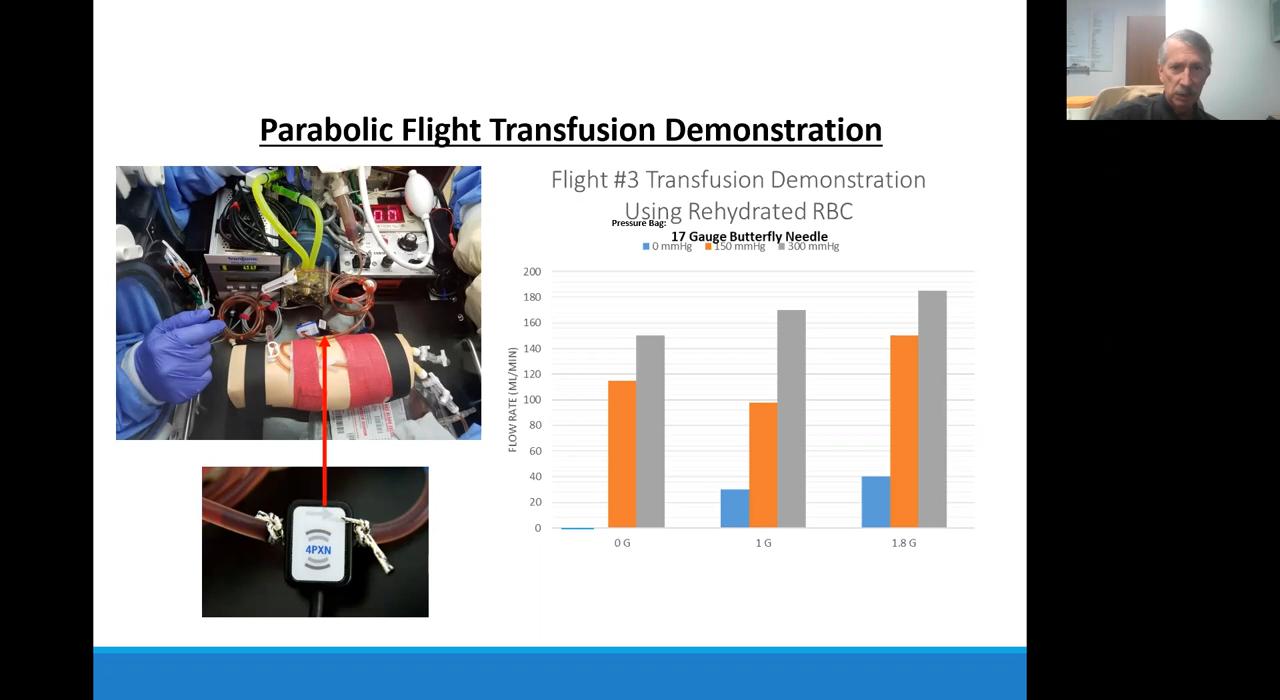 Parabolic Flight Transfusion Demonstration
Flight #3 Transfusion Demonstration
Using Rehydrated RBC
Pressure Bag:
17 Gauge Butterfly Needle
0 mmHg 150 mmHg 300 mmHg
FLOW RATE (ML/MIN)
200
180
160
140
120
100
80
60
40
20
0
0 G 1 G 1.8 G
4PXN